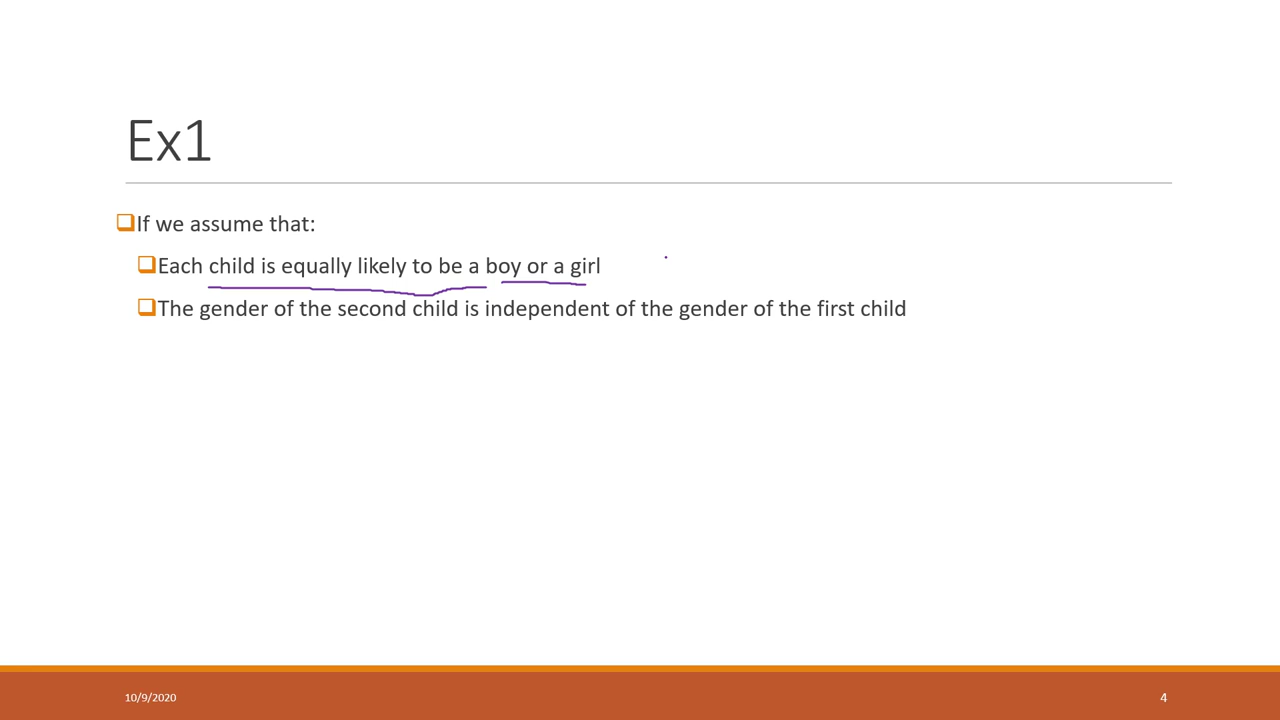 Ex1
If we assume that:
Each child is equally likely to be a boy or a girl
The gender of the second child is independent of the gender of the first child
10/9/2020
4